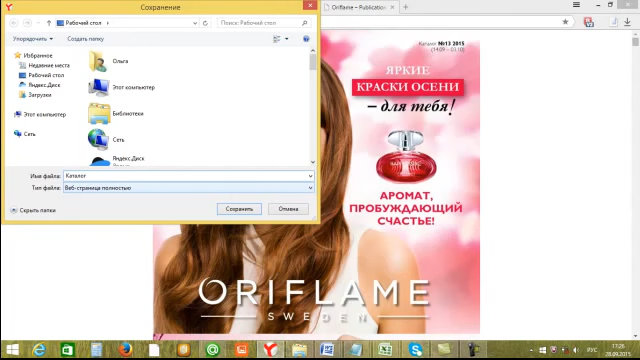 Сохранение
Рабочий стол
Поиск: Рабочий стол
Упорядочить
Создать папку
Избранное
Недавние места
Рабочий стол
Яндекс.Диск
Загрузки
Этот компьютер
Сеть
Ольга
Этот компьютер
Библиотеки
Сеть
Яндекс.Диск
Имя файла:
Каталог
Тип файла:
Веб-страница полностью
Скрыть папки
Сохранить
Отмена
Oriflame – Publication
Каталог №13 2015
ЯРКИЕ
КРАСКИ ОСЕНИ
– для тебя!
АРОМАТ,
ПРОБУЖДАЮЩИЙ
СЧАСТЬЕ!
ORIFLAME
SWEDEN
РУС
17:26
28.09.2015